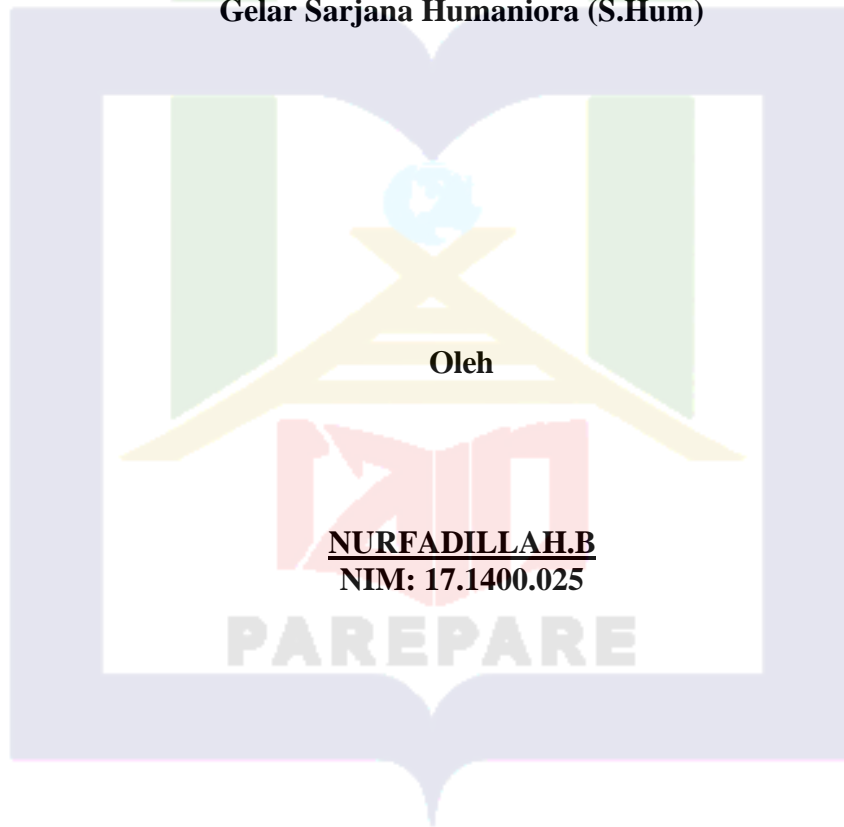 Gelar Sarjana Humaniora (S.Hum)
Oleh
NURFADILLAH.B
NIM: 17.1400.025
PAREPARE